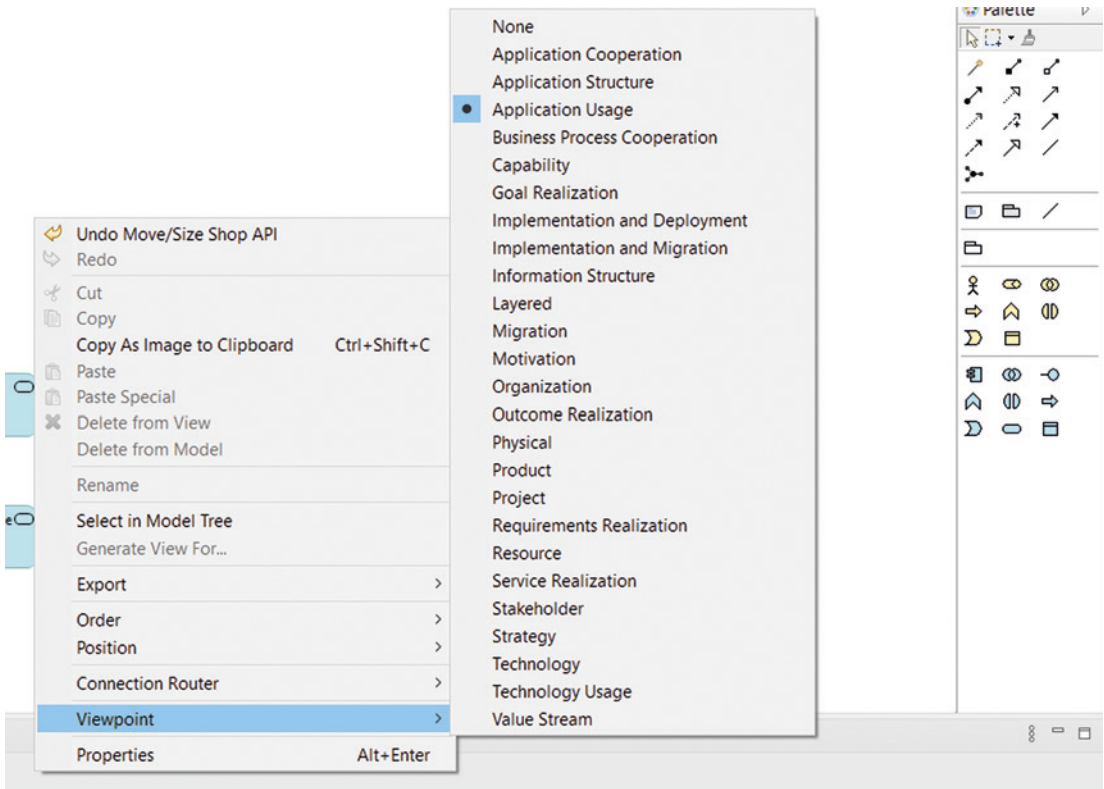 None
Application Cooperation
Application Structure
Application Usage
Business Process Cooperation
Capability
Goal Realization
Implementation and Deployment
Implementation and Migration
Information Structure
Layered
Migration
Motivation
Organization
Outcome Realization
Physical
Product
Project
Requirements Realization
Resource
Service Realization
Stakeholder
Strategy
Technology
Technology Usage
Value Stream
Undo Move/Size Shop API
Redo
Cut
Copy
Copy As Image to Clipboard Ctrl+Shift+C
Paste
Paste Special
Delete from View
Delete from Model
Rename
Select in Model Tree
Generate View For...
Export
Order
Position
Connection Router
Viewpoint
Properties Alt+Enter
Palette
e